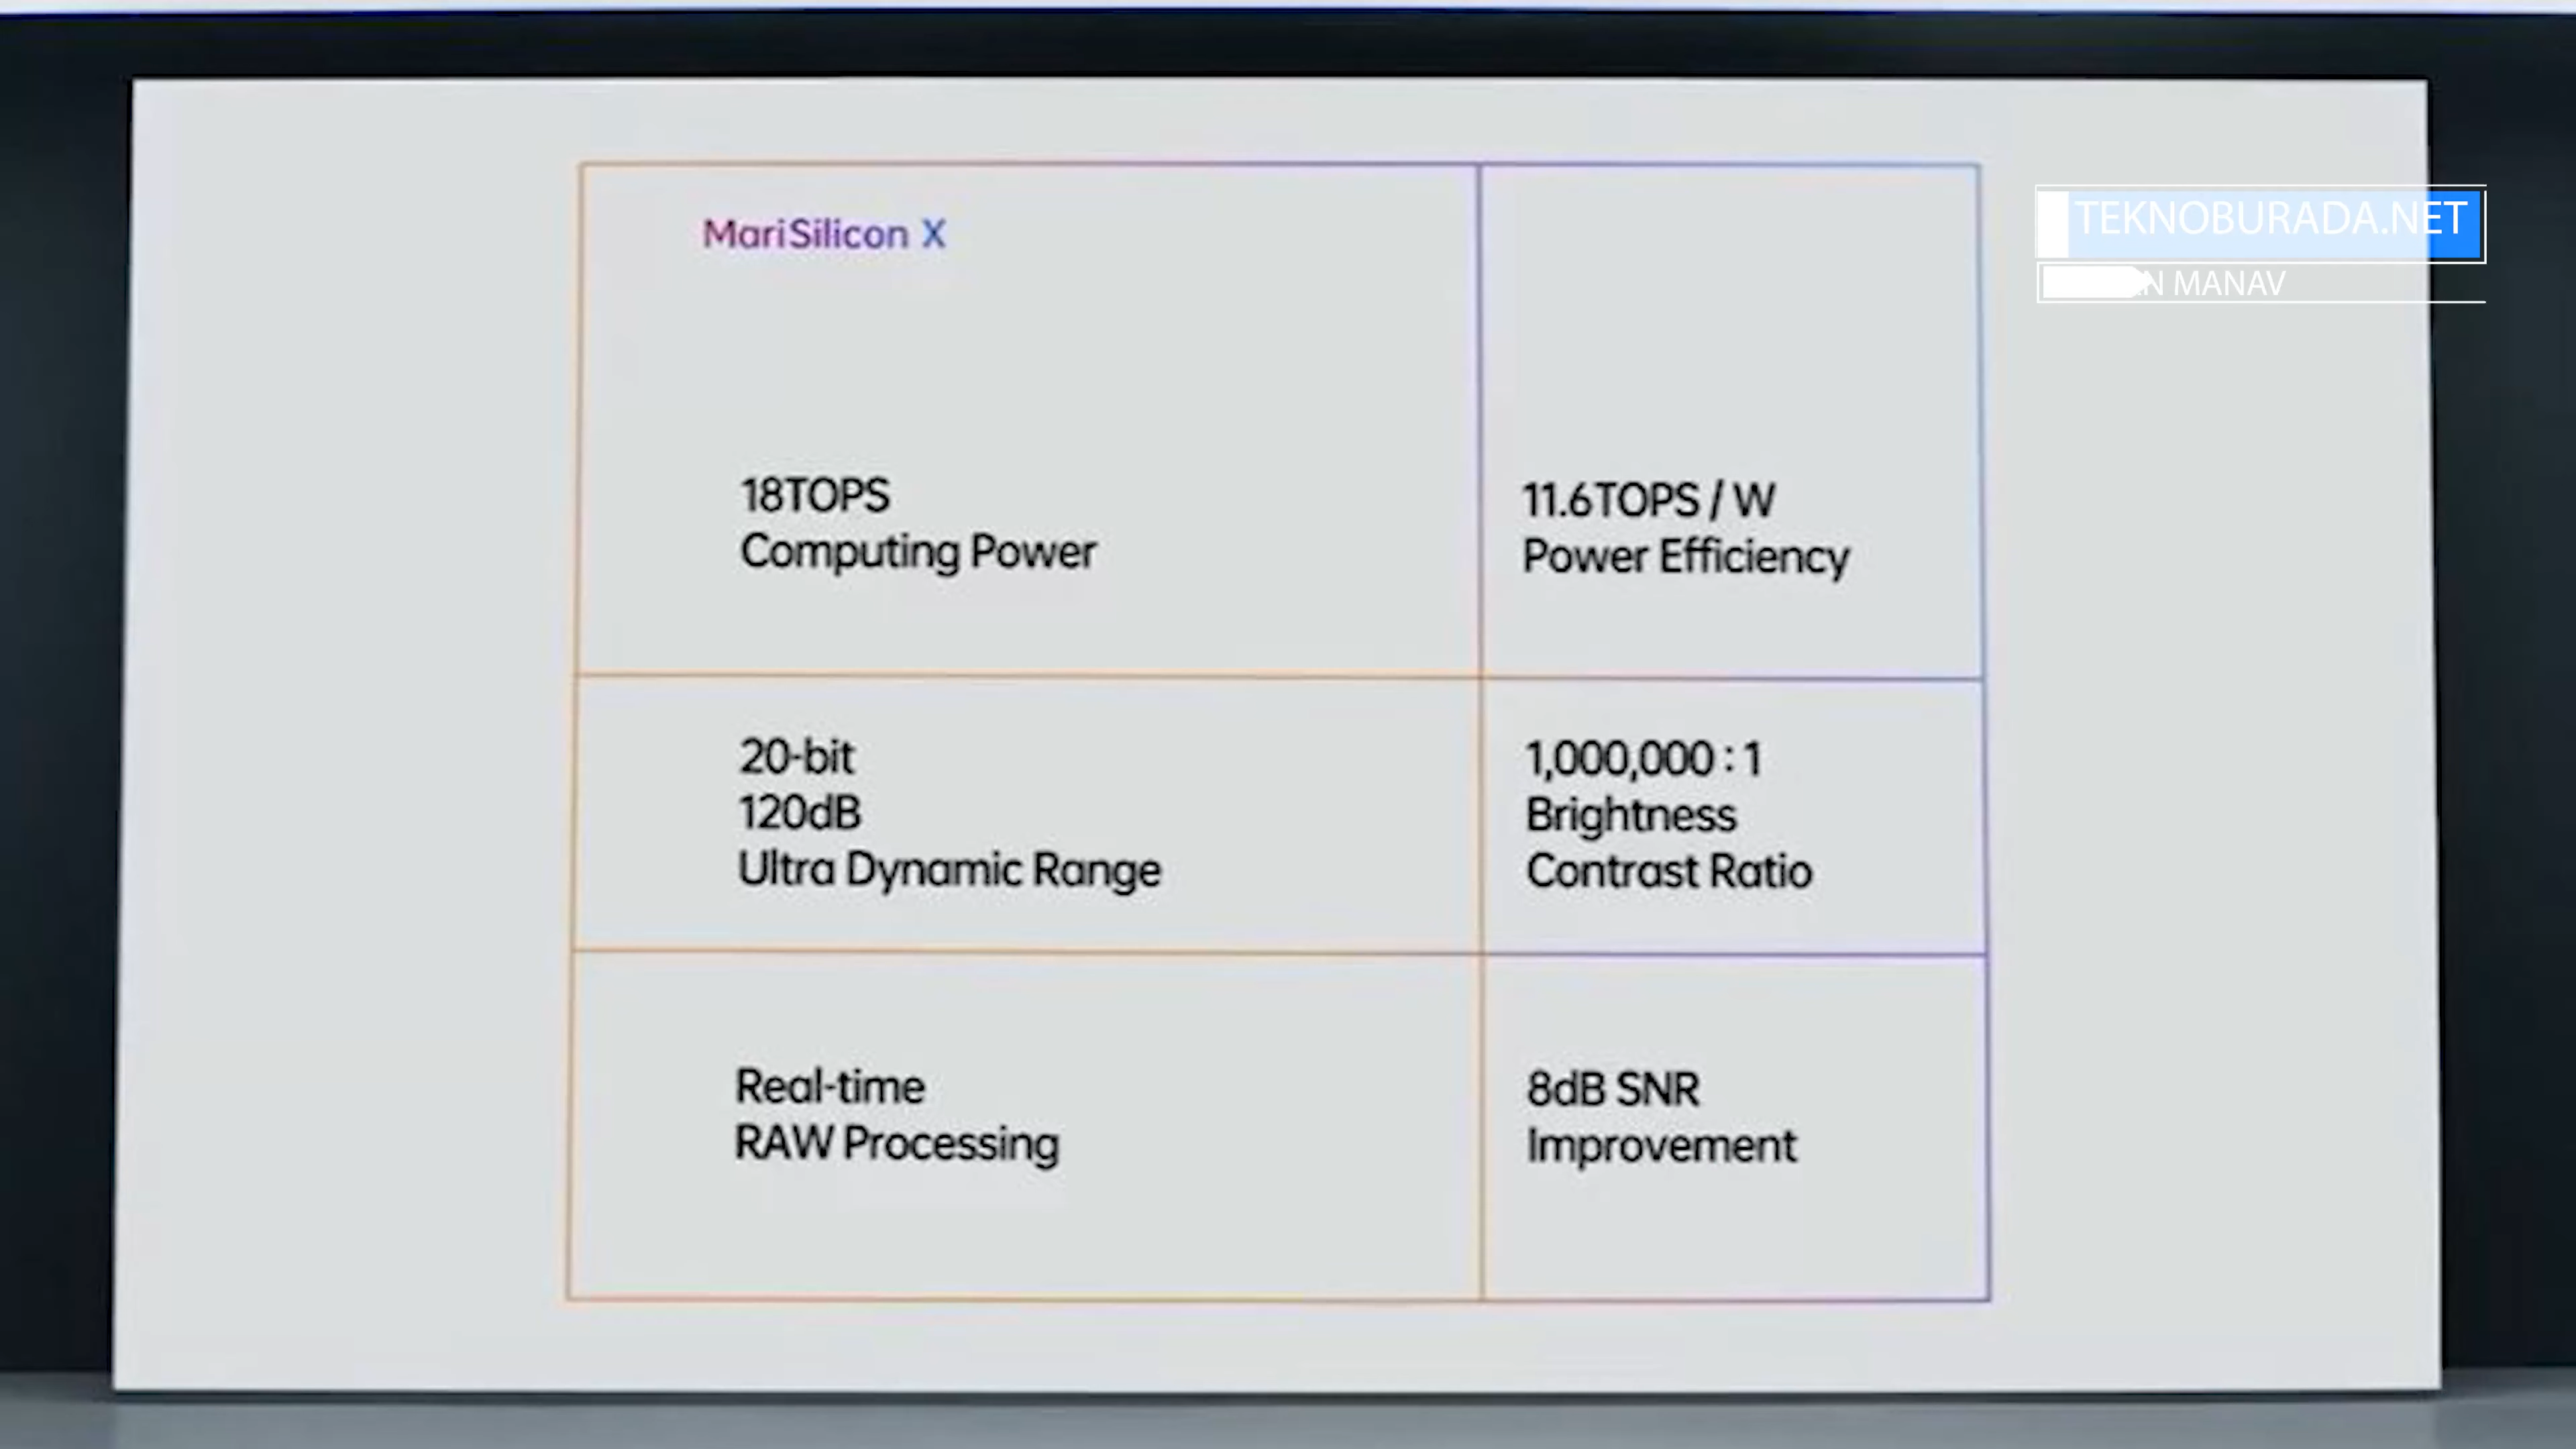 MariSilicon X
18TOPS
Computing Power
11.6TOPS / W
Power Efficiency
20-bit
120dB
Ultra Dynamic Range
1,000,000 : 1
Brightness
Contrast Ratio
Real-time
RAW Processing
8dB SNR
Improvement
TEKNOBURADA.NET
MANAV